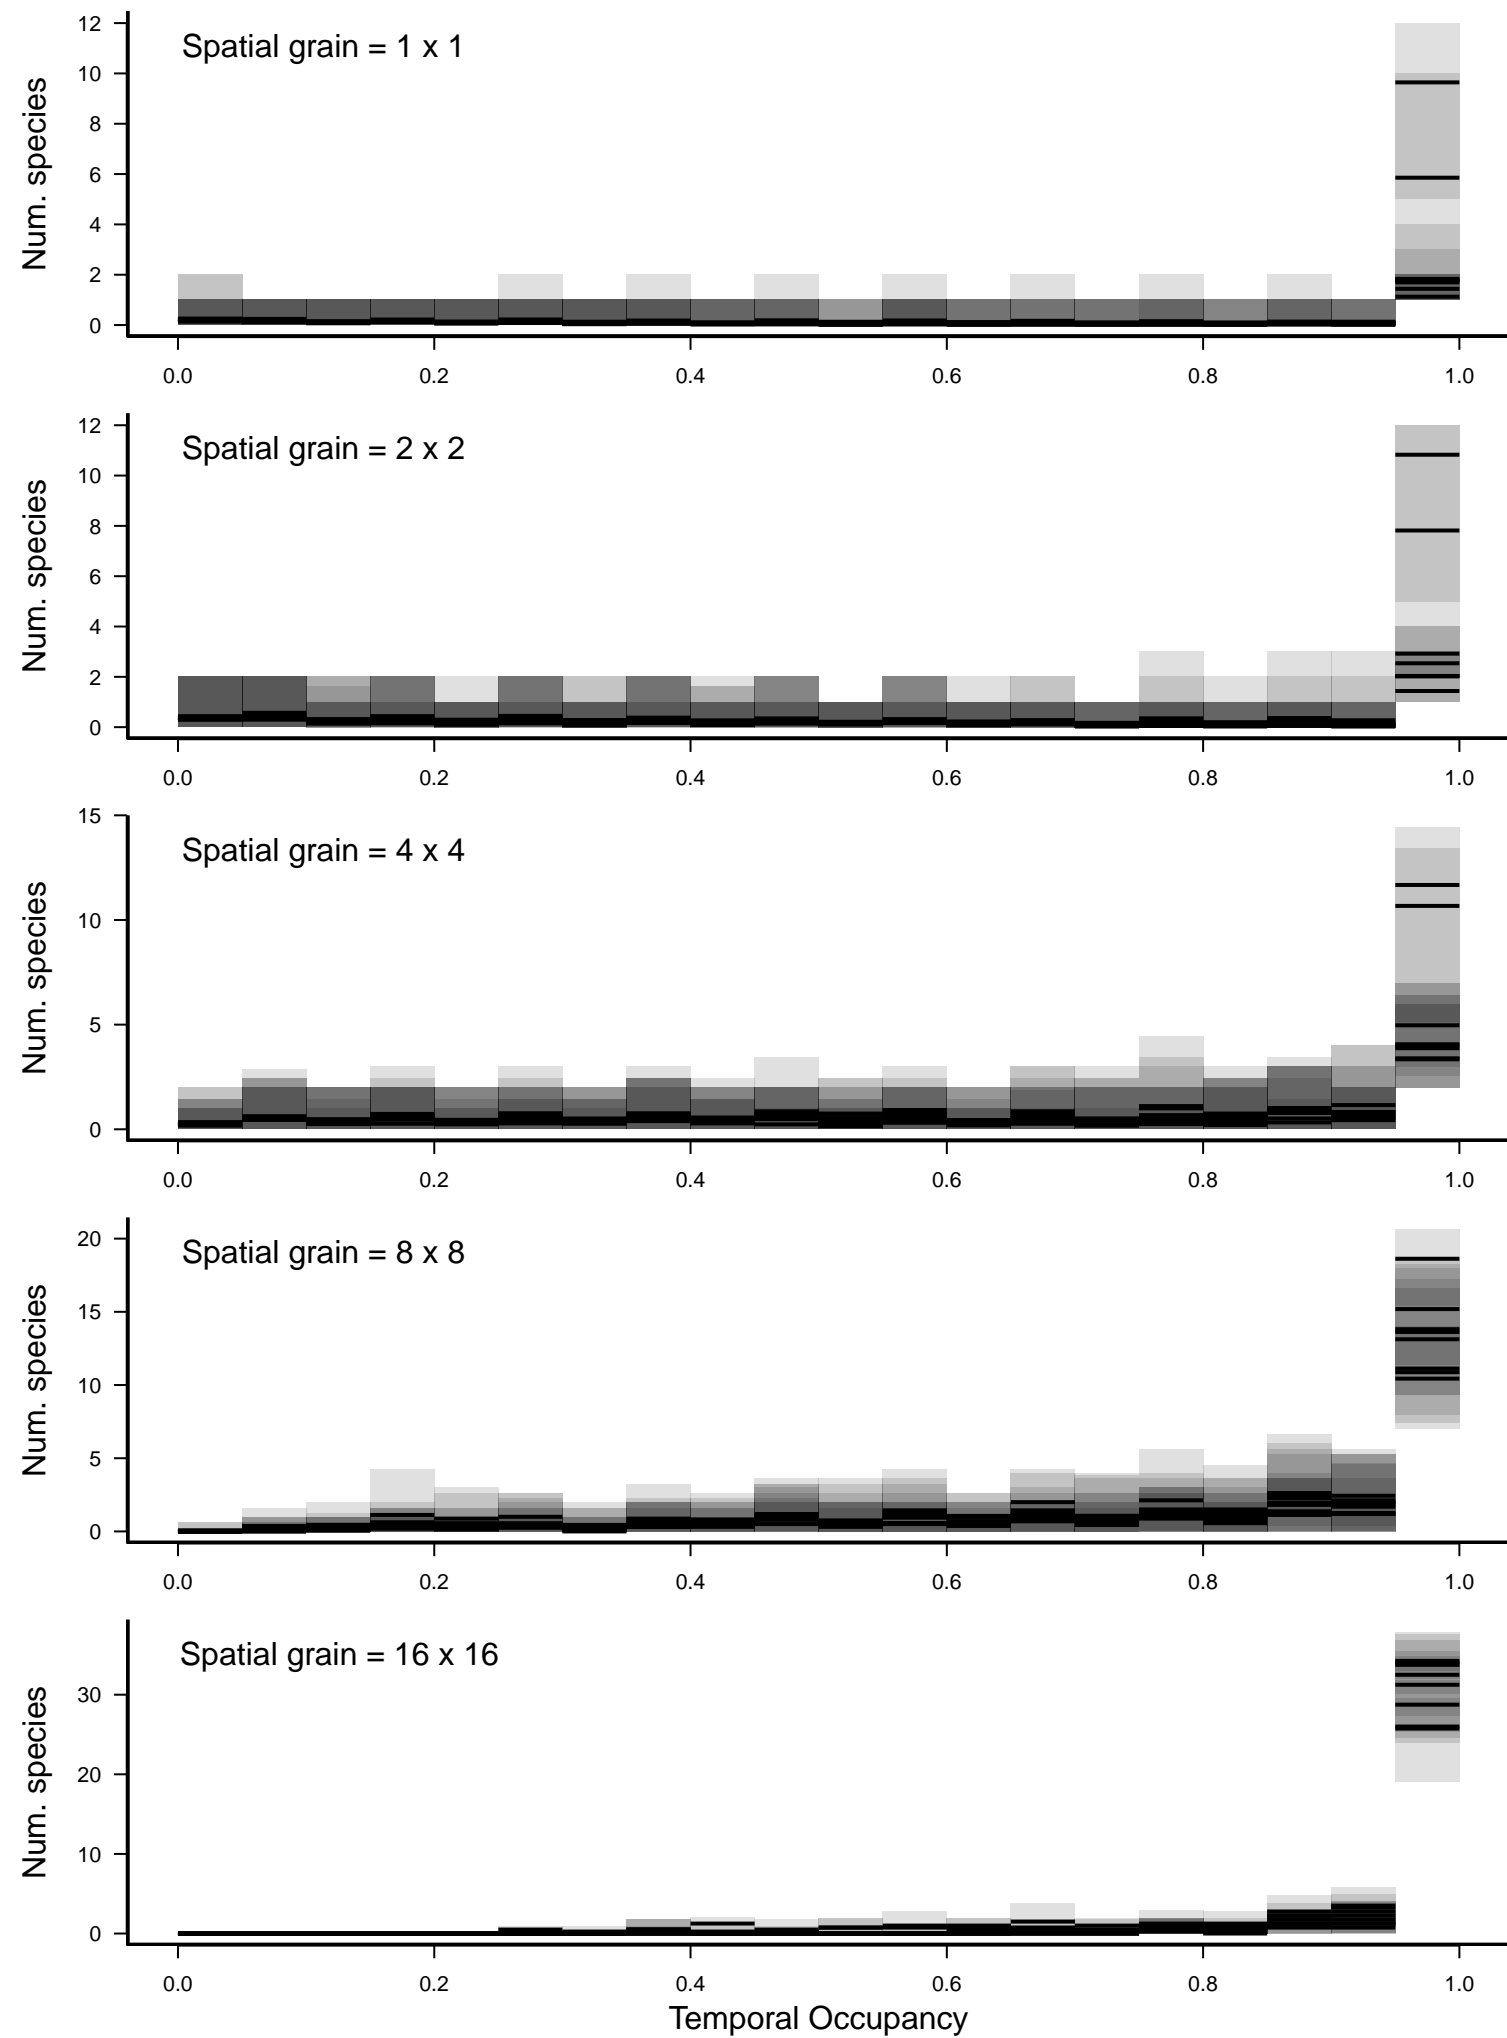 Spatial grain = 1 x 1
Num. species
12
10
8
6
4
2
0
0.0 0.2 0.4 0.6 0.8 1.0
Spatial grain = 2 x 2
Num. species
12
10
8
6
4
2
0
0.0 0.2 0.4 0.6 0.8 1.0
Spatial grain = 4 x 4
Num. species
15
10
5
0
0.0 0.2 0.4 0.6 0.8 1.0
Spatial grain = 8 x 8
Num. species
20
15
10
5
0
0.0 0.2 0.4 0.6 0.8 1.0
Spatial grain = 16 x 16
Num. species
30
20
10
0
0.0 0.2 0.4 0.6 0.8 1.0
Temporal Occupancy